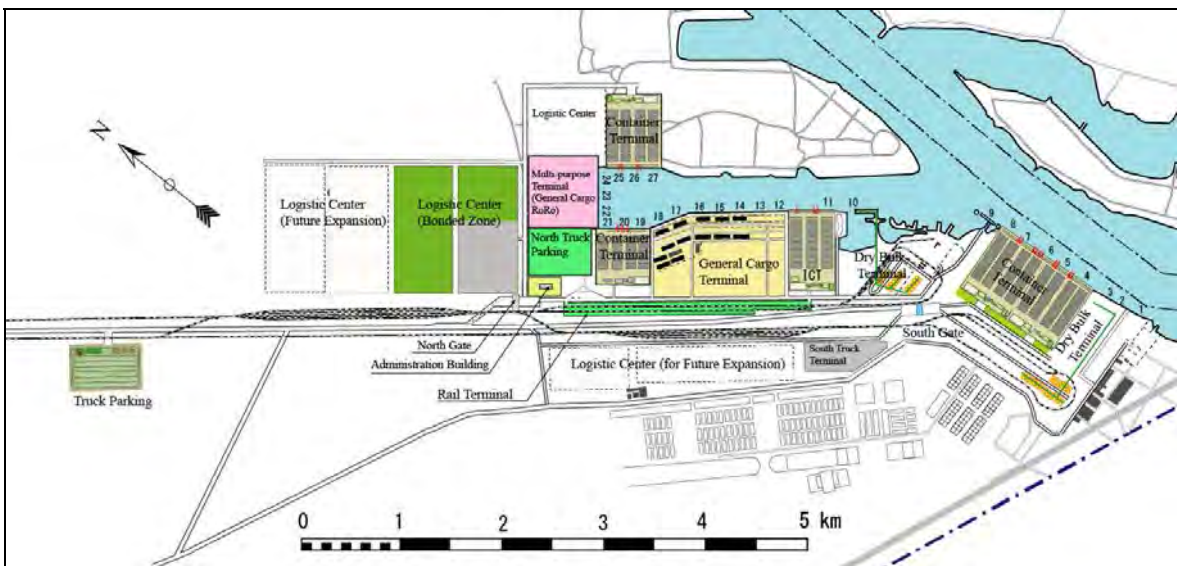 N
Logistic Center
Container
Terminal
25 26 27
Multi-purpose
Terminal
(General Cargo
RoRo)
24
23
22
Logistic Center
(Future Expansion)
Logistic Center
(Bonded Zone)
North Truck
Parking
21 20 19
Container
Terminal
18 17 16 15 14 13 12
General Cargo
Terminal
11 10
ICT
Dry Bulk
Terminal
9 8 7 6 5 4 3 2 1
Container
Terminal
Dry Bulk
Terminal
South Gate
North Gate
Administration Building
Rail Terminal
Logistic Center (for Future Expansion)
South Truck
Terminal
Truck Parking
0 1 2 3 4 5 km